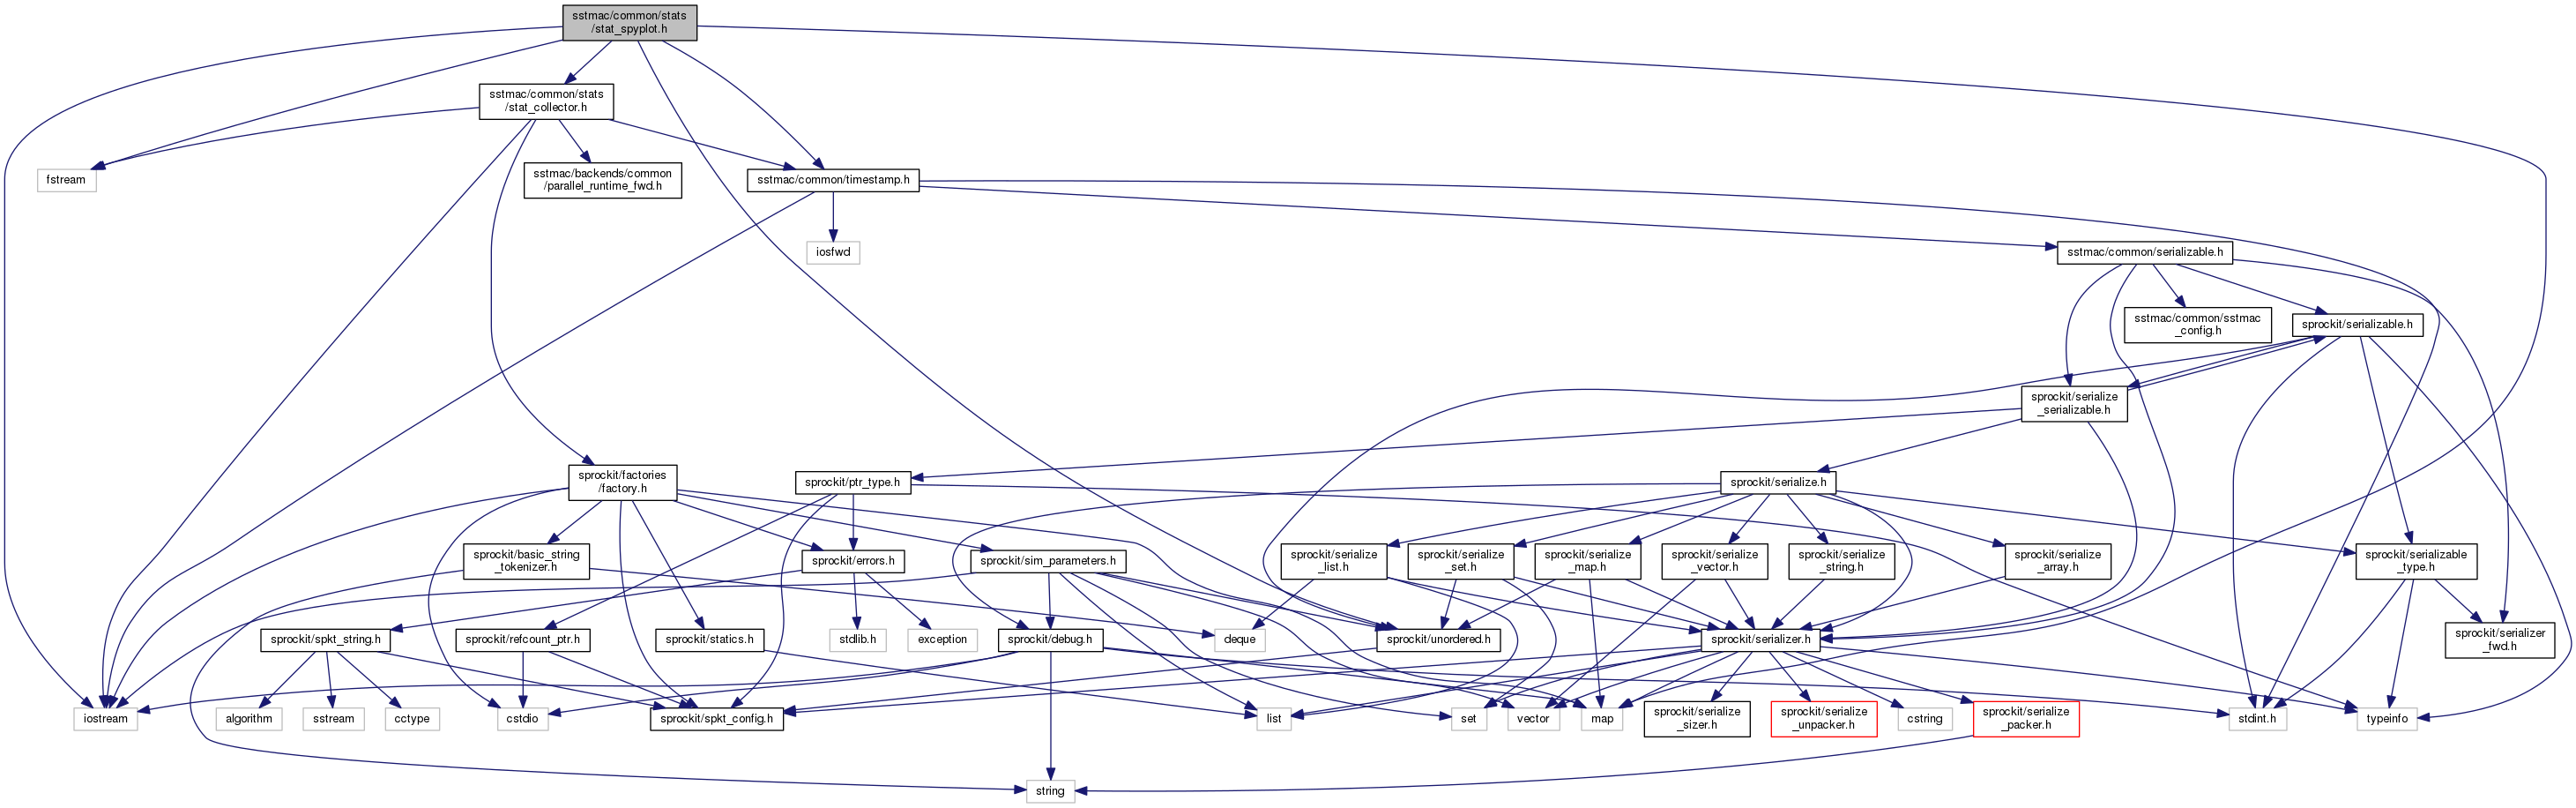 sstmac/common/stats
/stat_spyplot.h
sstmac/common/stats
/stat_collector.h
fstream
sstmac/backends/common
/parallel_runtime_fwd.h
sstmac/common/timestamp.h
iosfwd
sstmac/common/serializable.h
sstmac/common/sstmac
_config.h
sprockit/serializable.h
sprockit/serialize
_serializable.h
sprockit/factories
/factory.h
sprockit/ptr_type.h
sprockit/serialize.h
sprockit/basic_string
_tokenizer.h
sprockit/errors.h
sprockit/sim_parameters.h
sprockit/serialize
_list.h
sprockit/serialize
_set.h
sprockit/serialize
_map.h
sprockit/serialize
_vector.h
sprockit/serialize
_string.h
sprockit/serialize
_array.h
sprockit/serializable
_type.h
sprockit/spkt_string.h
sprockit/refcount_ptr.h
sprockit/statics.h
stdlib.h
exception
sprockit/debug.h
deque
sprockit/unordered.h
sprockit/serializer.h
sprockit/serializer
_fwd.h
iostream
algorithm
sstream
cctype
cstdio
sprockit/spkt_config.h
list
set
vector
map
sprockit/serialize
_sizer.h
sprockit/serialize
_unpacker.h
cstring
sprockit/serialize
_packer.h
stdint.h
typeinfo
string